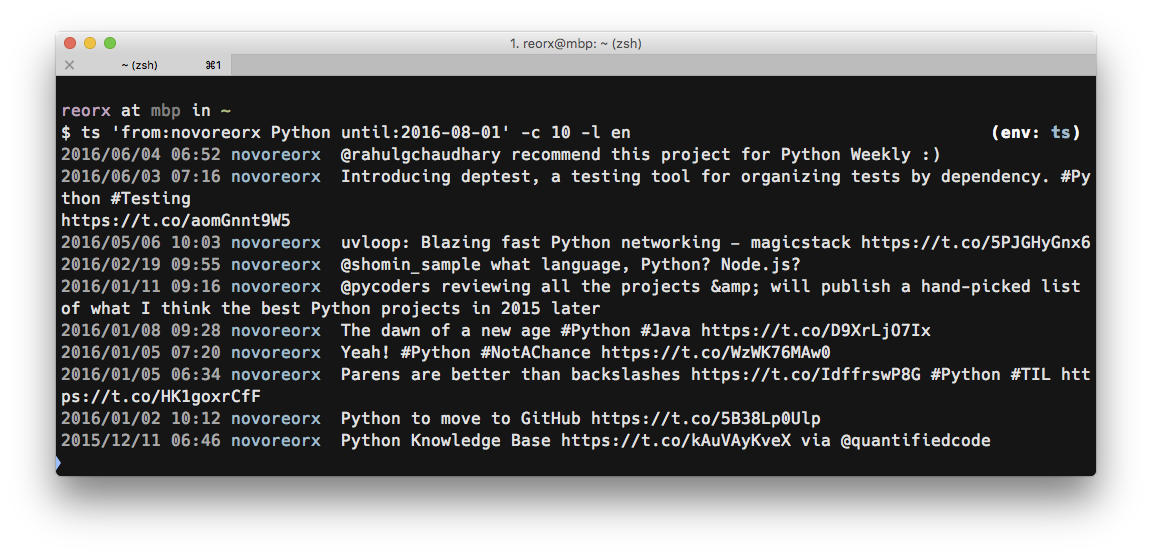 1. reorx@mbp: ~ (zsh)
~ (zsh) ⌘1
reorx at mbp in ~
$ ts 'from:novoreorx Python until:2016-08-01' -c 10 -l en (env: ts)
2016/06/04 06:52 novoreorx @rahulgchaudhary recommend this project for Python Weekly :)
2016/06/03 07:16 novoreorx Introducing deptest, a testing tool for organizing tests by dependency. #Py
thon #Testing
https://t.co/aomGnnt9W5
2016/05/06 10:03 novoreorx uvloop: Blazing fast Python networking – magicstack https://t.co/5PJGHyGnx6
2016/02/19 09:55 novoreorx @shomin_sample what language, Python? Node.js?
2016/01/11 09:16 novoreorx @pycoders reviewing all the projects &amp; will publish a hand-picked list
of what I think the best Python projects in 2015 later
2016/01/08 09:28 novoreorx The dawn of a new age #Python #Java https://t.co/D9XrLjO7Ix
2016/01/05 07:20 novoreorx Yeah! #Python #NotAChance https://t.co/WzWK76MAw0
2016/01/05 06:34 novoreorx Parens are better than backslashes https://t.co/IdffrswP8G #Python #TIL htt
ps://t.co/HK1goxrCfF
2016/01/02 10:12 novoreorx Python to move to GitHub https://t.co/5B38Lp0Ulp
2015/12/11 06:46 novoreorx Python Knowledge Base https://t.co/kAuVAyKveX via @quantifiedcode